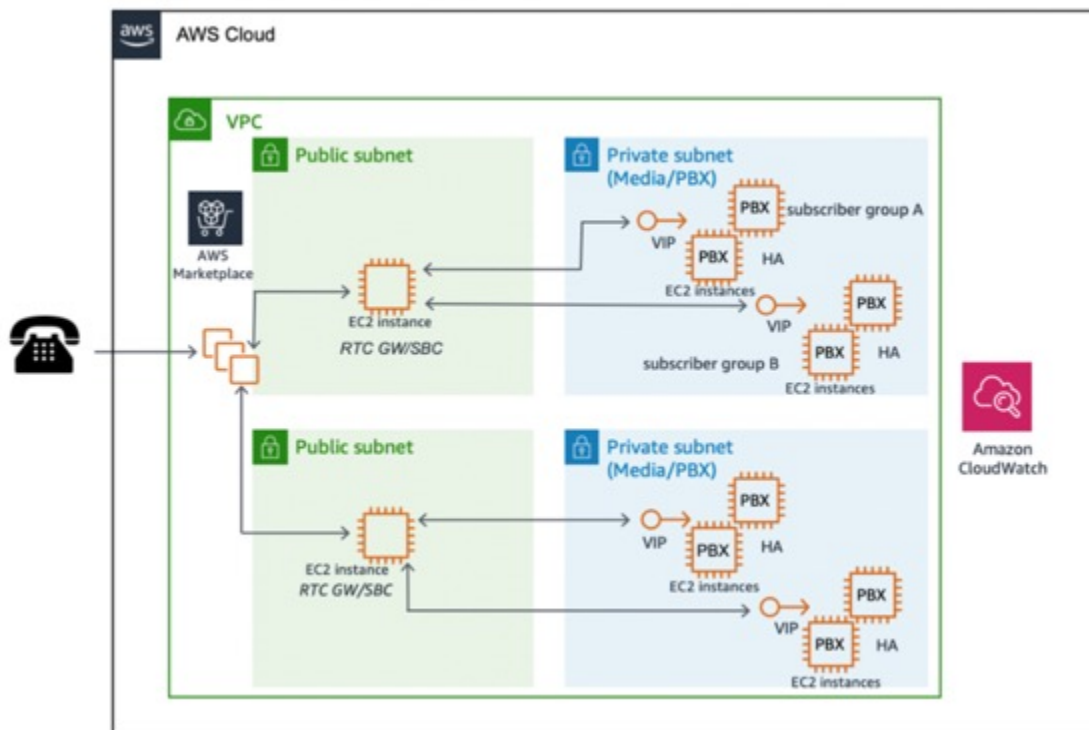 aws
AWS Cloud
VPC
Public subnet
Private subnet
(Media/PBX)
PBX
subscriber group A
VIP
PBX
HA
EC2 instances
AWS
Marketplace
EC2 instance
RTC GW/SBC
PBX
VIP
PBX
HA
subscriber group B
EC2 instances
Public subnet
Private subnet
(Media/PBX)
Amazon
CloudWatch
PBX
VIP
PBX
HA
EC2 instances
EC2 instance
RTC GW/SBC
PBX
VIP
PBX
HA
EC2 instances